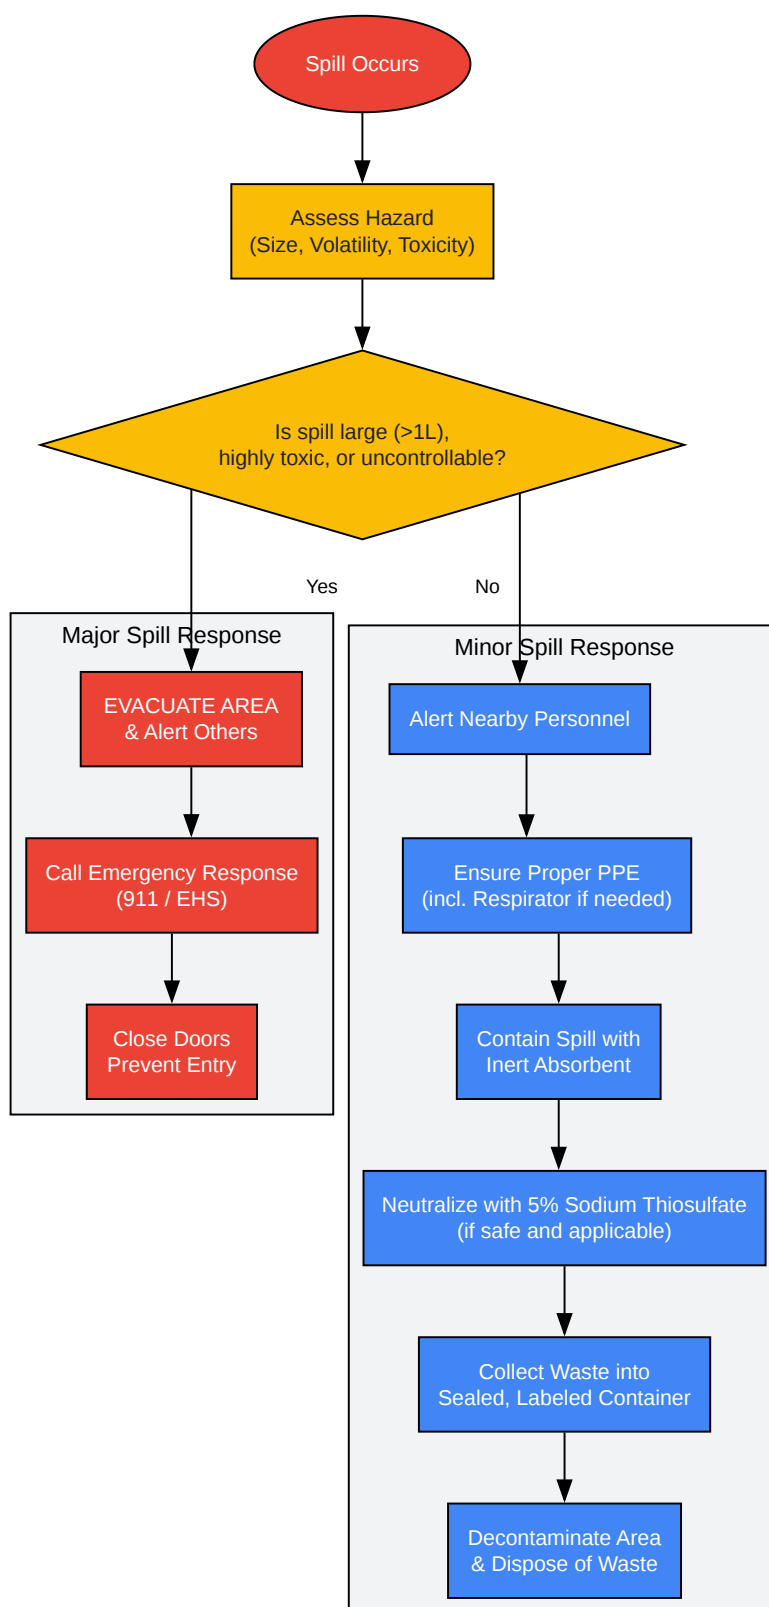 Spill Occurs
Assess Hazard
(Size, Volatility, Toxicity)
Is spill large (>1L),
highly toxic, or uncontrollable?
Yes
No
Major Spill Response
EVACUATE AREA
& Alert Others
Call Emergency Response
(911 / EHS)
Close Doors
Prevent Entry
Minor Spill Response
Alert Nearby Personnel
Ensure Proper PPE
(incl. Respirator if needed)
Contain Spill with
Inert Absorbent
Neutralize with 5% Sodium Thiosulfate
(if safe and applicable)
Collect Waste into
Sealed, Labeled Container
Decontaminate Area
& Dispose of Waste